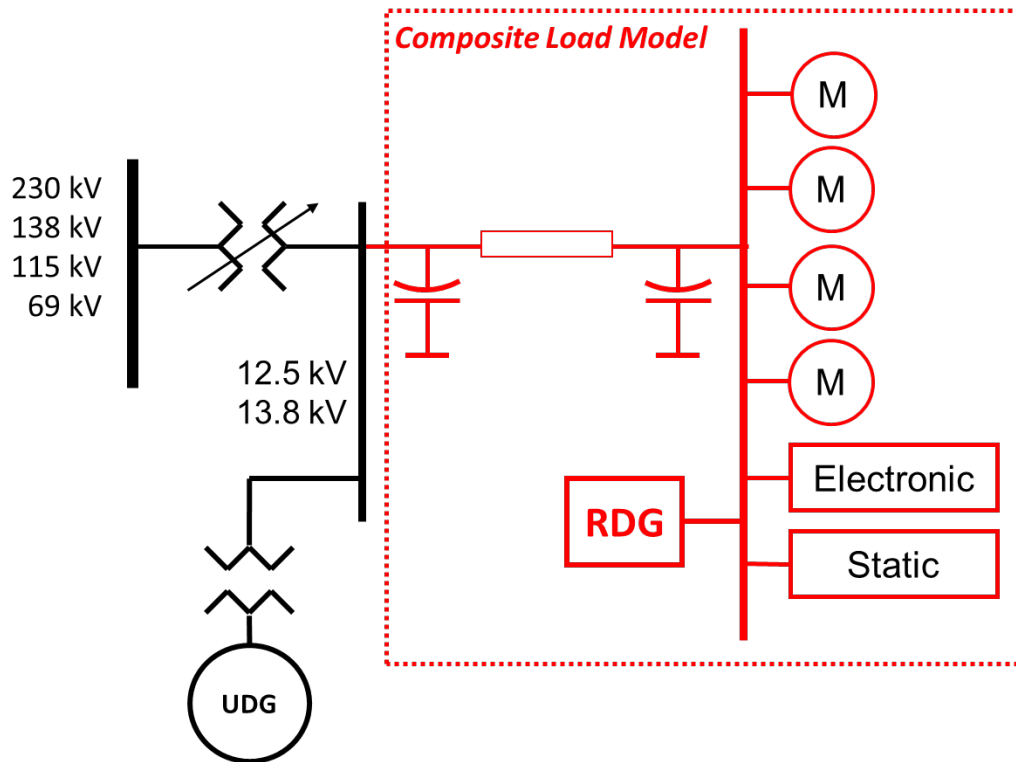 Composite Load Model
230 kV
138 kV
115 kV
69 kV
12.5 kV
13.8 kV
M
M
M
M
Electronic
RDG
Static
UDG